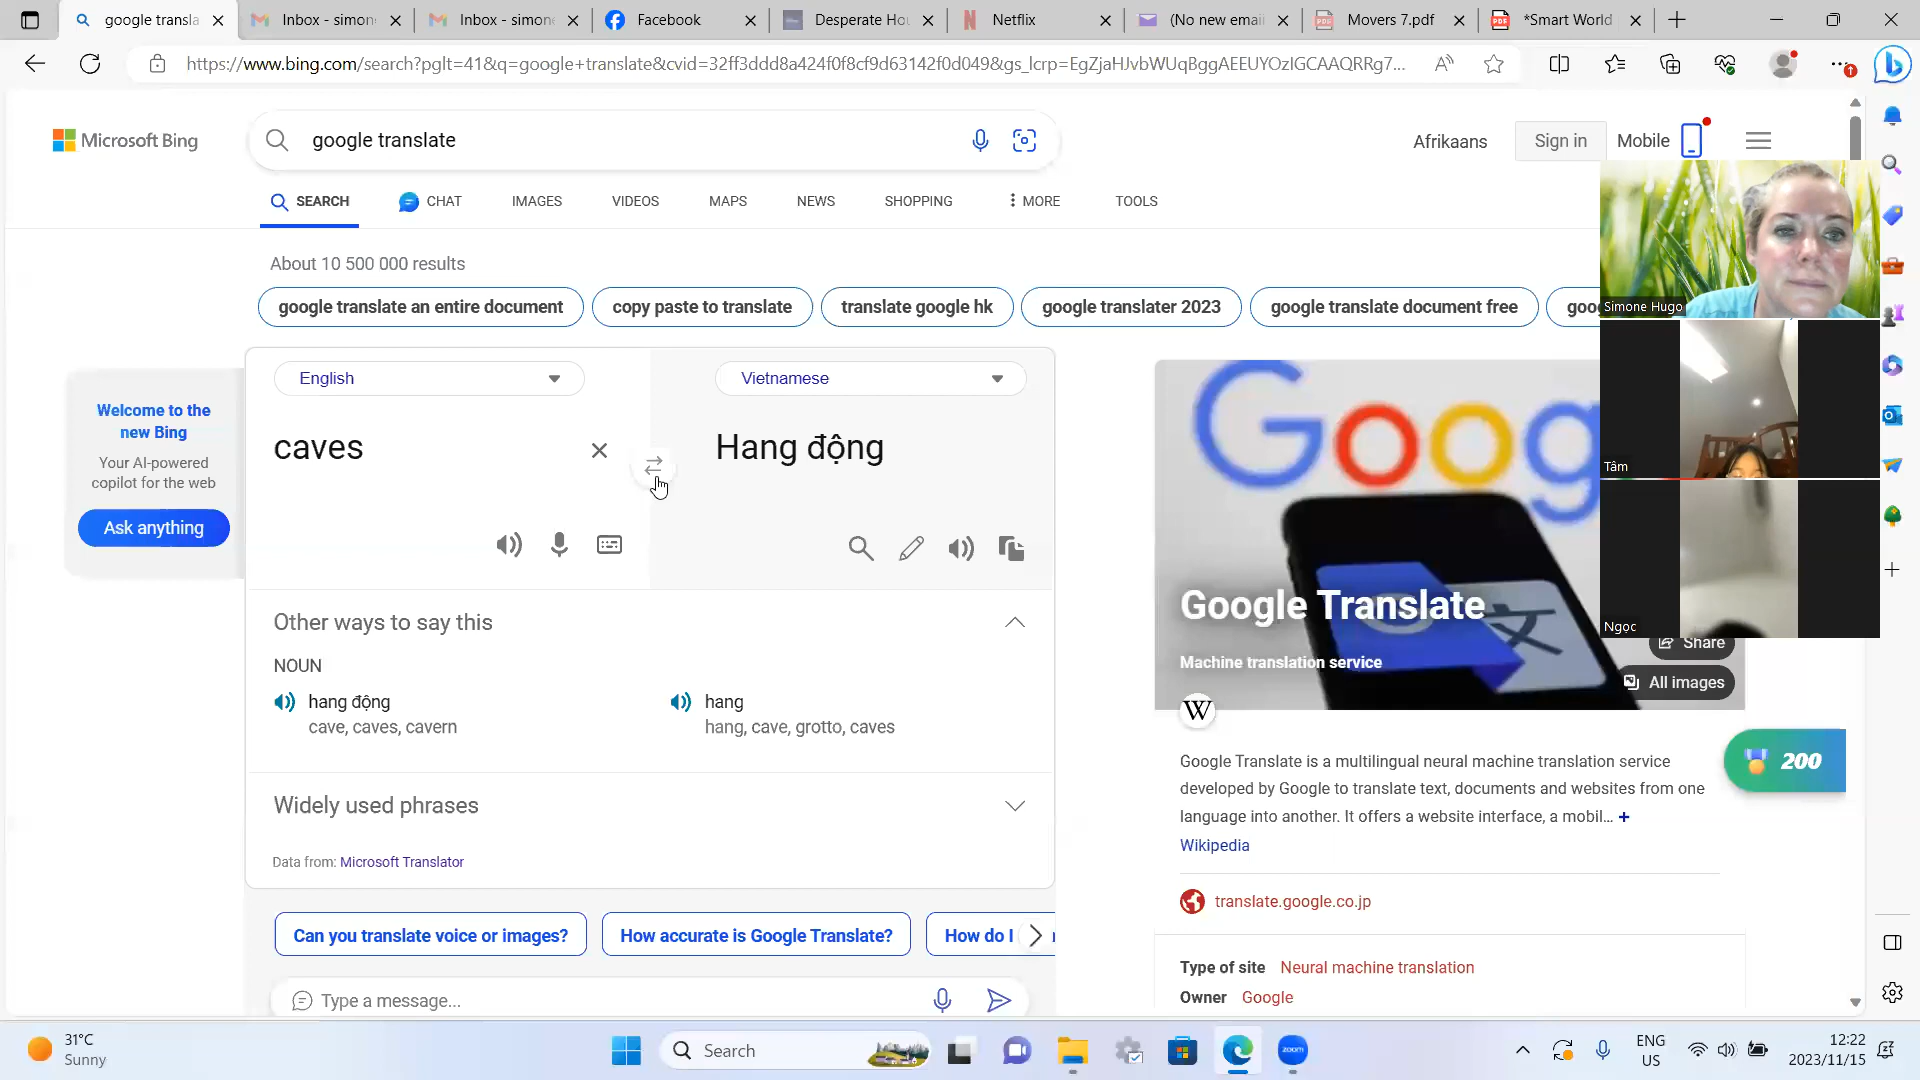 google transla
Inbox - simon
Inbox - simon
Facebook
Desperate Hou
Netflix
(No new email
Movers 7.pdf
*Smart World
https://www.bing.com/search?pglt=41&q=google+translate&cvid=32ff3ddd8a424f0f8cf9d63142f0d049&gs_lcrp=EgZjaHJvbWUqBggAEEUYOzIGCAAQRRg7...
Microsoft Bing
google translate
Afrikaans
Sign in
Mobile
SEARCH
CHAT
IMAGES
VIDEOS
MAPS
NEWS
SHOPPING
MORE
TOOLS
About 10 500 000 results
google translate an entire document
copy paste to translate
translate google hk
google translater 2023
google translate document free
goo
Simone Hugo
Welcome to the
new Bing
Your AI-powered
copilot for the web
Ask anything
English
Vietnamese
caves
Hang động
Goog
Tâm
Other ways to say this
NOUN
hang động
cave, caves, cavern
hang
hang, cave, grotto, caves
Google Translate
Machine translation service
Ngọc
Share
All images
W
Google Translate is a multilingual neural machine translation service
developed by Google to translate text, documents and websites from one
language into another. It offers a website interface, a mobil... +
Wikipedia
200
Widely used phrases
Data from: Microsoft Translator
translate.google.co.jp
Can you translate voice or images?
How accurate is Google Translate?
How do I
Type of site Neural machine translation
Owner Google
Type a message...
31°C
Sunny
Search
zoom
ENG
US
12:22
2023/11/15